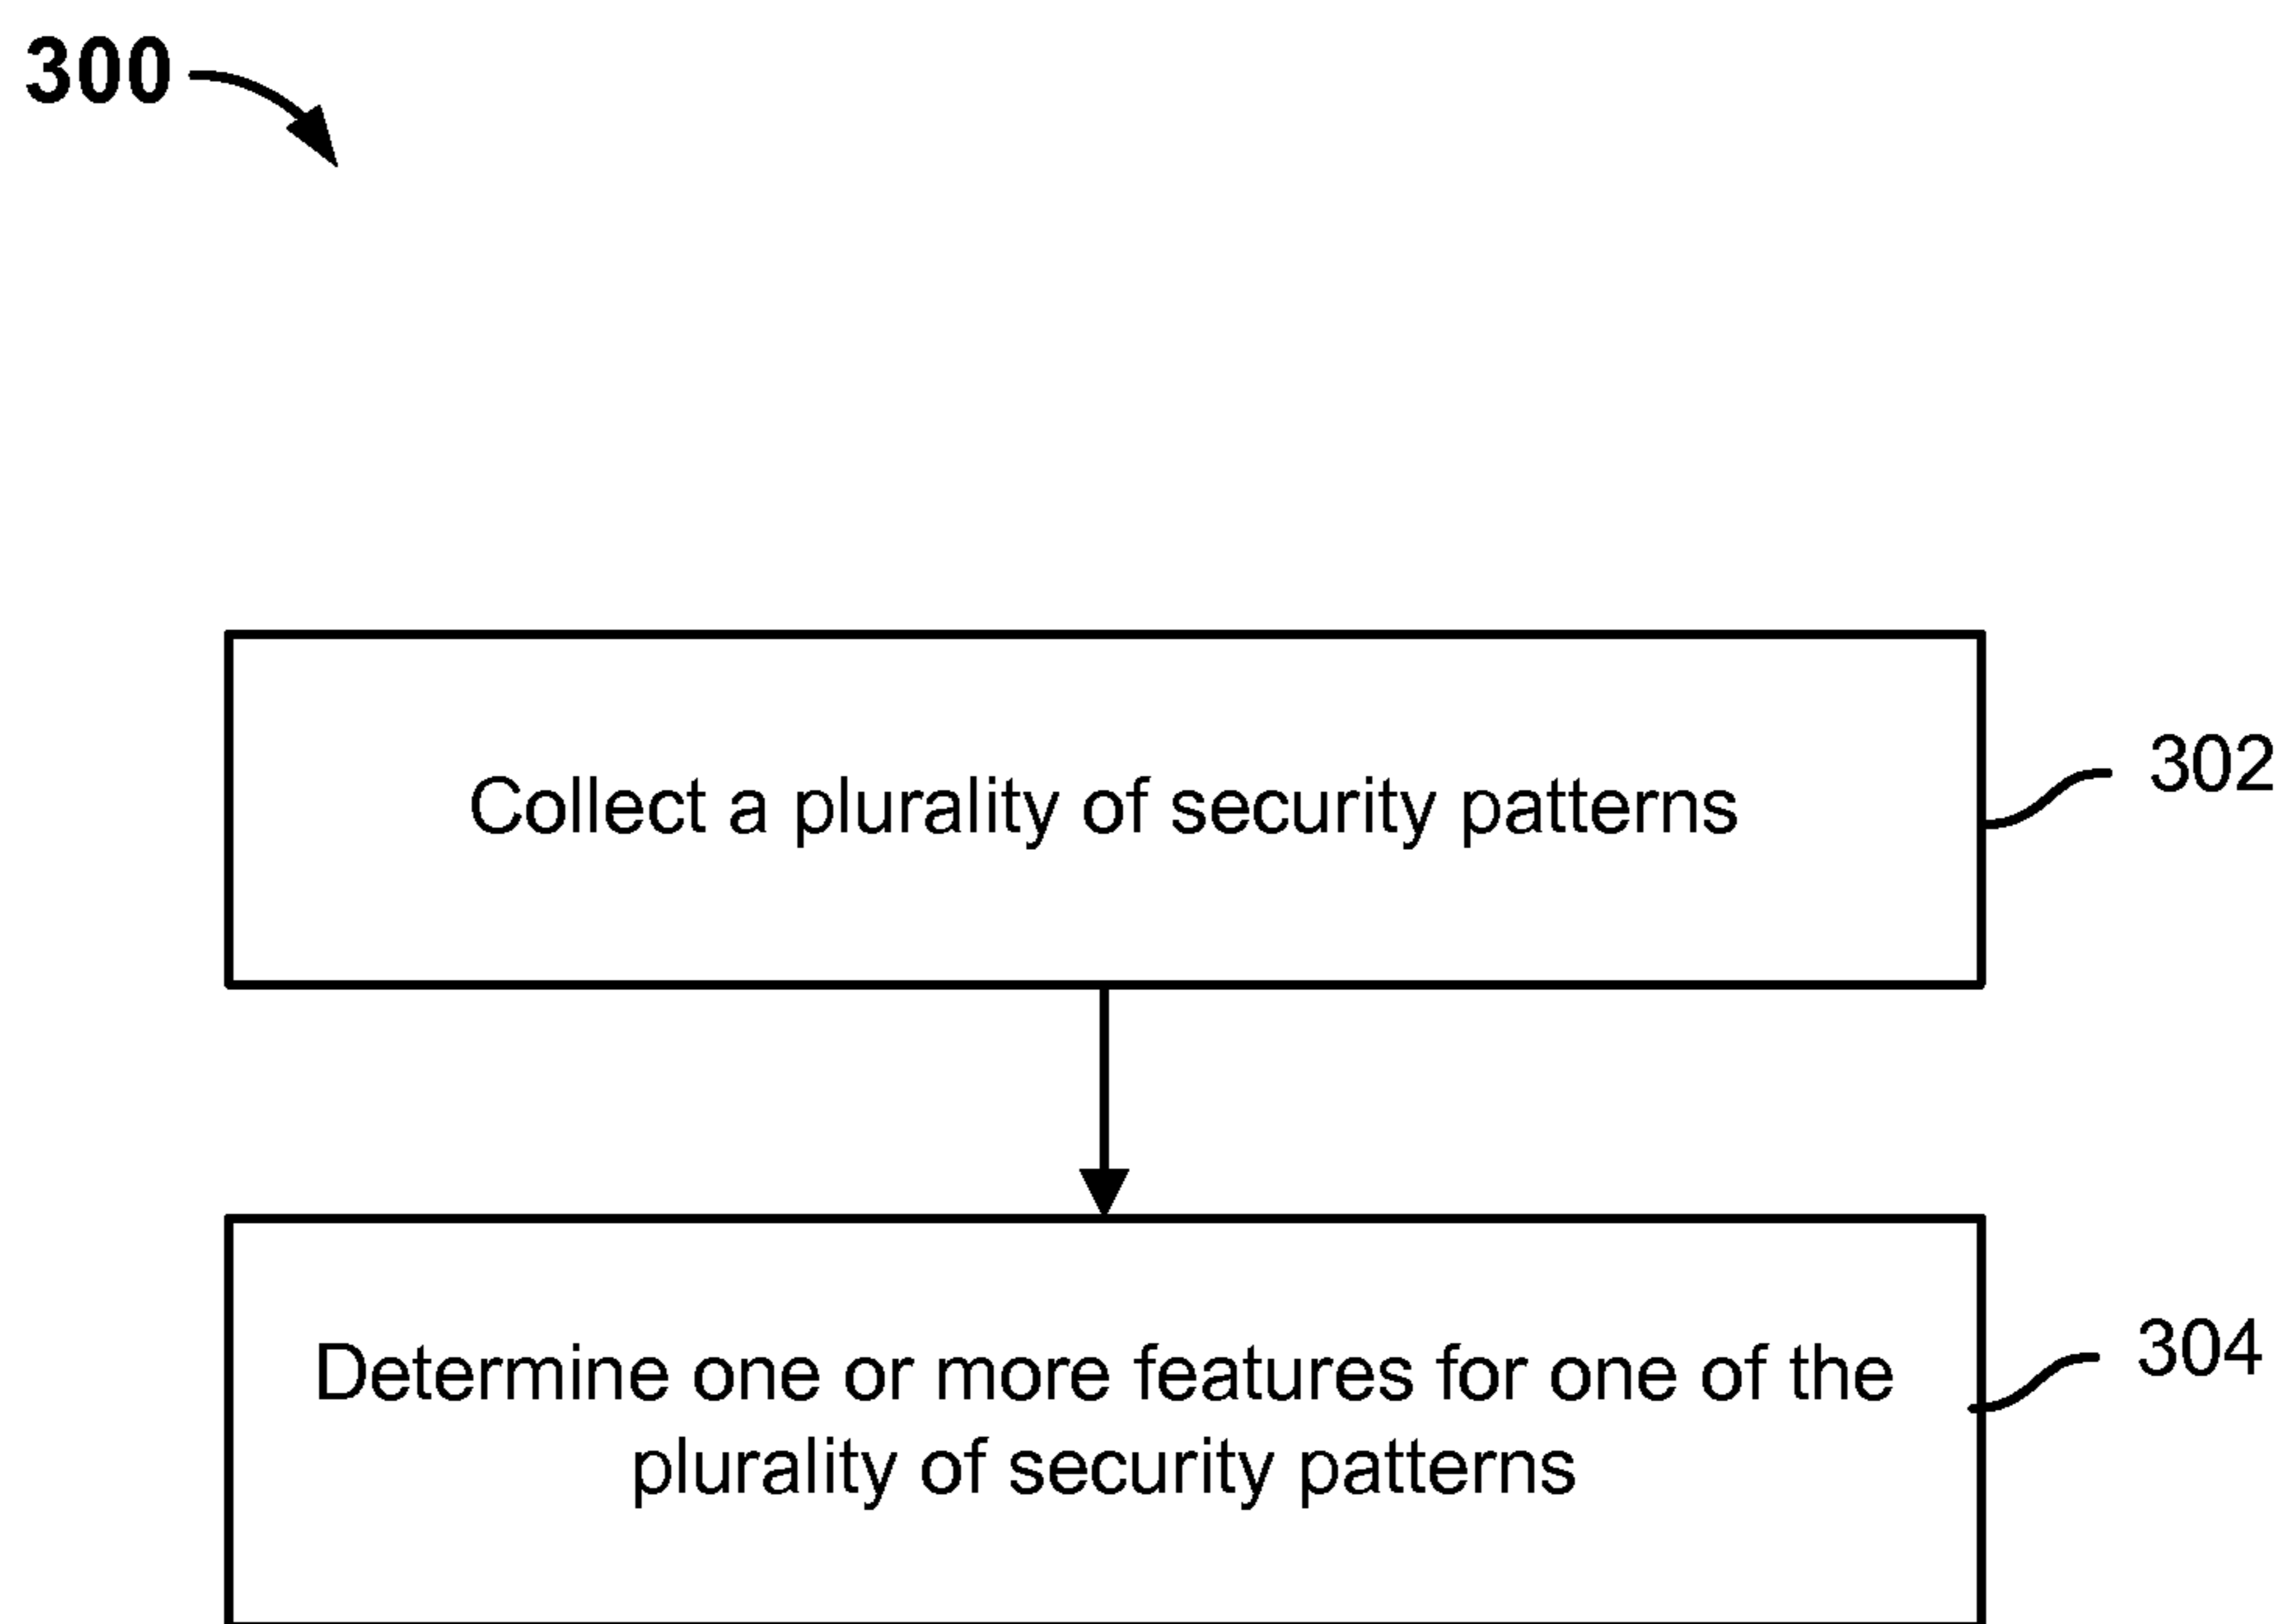 300
Collect a plurality of security patterns
302
Determine one or more features for one of the
plurality of security patterns
304